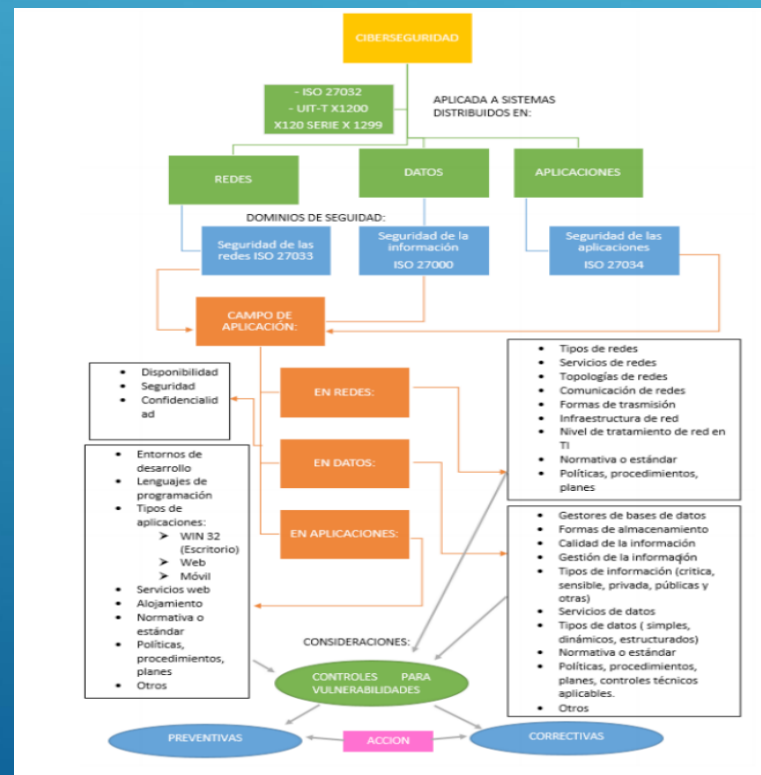 CIBERSEGURIDAD
- ISO 27032
- UIT-T X1200
X120 SERIE X 1299
APLICADA A SISTEMAS
DISTRIBUIDOS EN:
REDES
DATOS
APLICACIONES
DOMINIOS DE SEGUIDAD:
Seguridad de las
redes ISO 27033
Seguridad de la
información
ISO 27000
Seguridad de las
aplicaciones
ISO 27034
CAMPO DE
APLICACIÓN:
• Disponibilidad
• Seguridad
• Confidencialid
ad
EN REDES:
• Tipos de redes
• Servicios de redes
• Topologías de redes
• Comunicación de redes
• Formas de trasmisión
• Infraestructura de red
• Nivel de tratamiento de red en
TI
• Normativa o estándar
• Políticas, procedimientos,
planes
EN DATOS:
• Entornos de
desarrollo
• Lenguajes de
programación
• Tipos de
aplicaciones:
➤ WIN 32
(Escritorio)
➤ Web
➤ Móvil
• Servicios web
• Alojamiento
• Normativa o
estándar
• Políticas,
procedimientos,
planes
• Otros
EN APLICACIONES:
• Gestores de bases de datos
• Formas de almacenamiento
• Calidad de la información
• Gestión de la información
• Tipos de información (critica,
sensible, privada, públicas y
otras)
• Servicios de datos
• Tipos de datos ( simples,
dinámicos, estructurados)
• Normativa o estándar
• Políticas, procedimientos,
planes, controles técnicos
aplicables.
• Otros
CONSIDERACIONES:
CONTROLES PARA
VULNERABILIDADES
PREVENTIVAS
ACCION
CORRECTIVAS